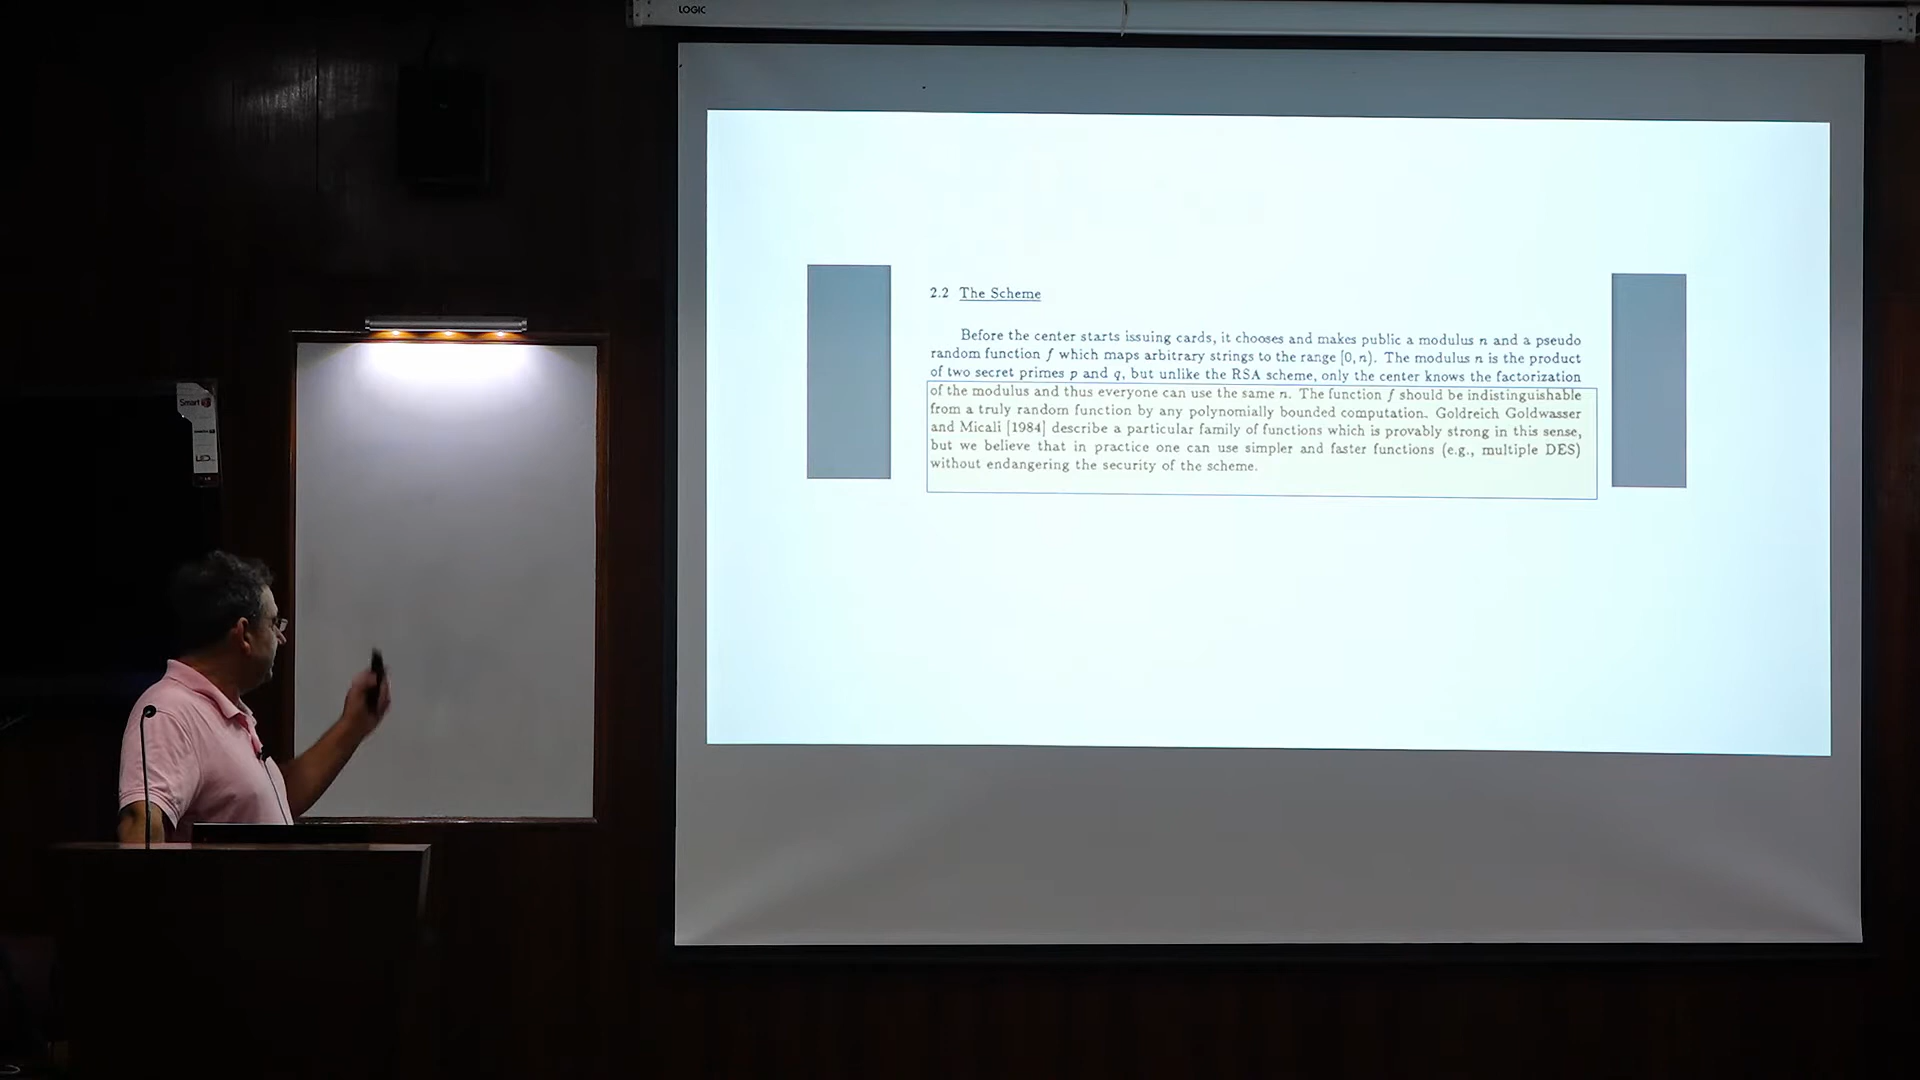 LOGIC
2.2 The Scheme
Before the center starts issuing cards, it chooses and makes public a modulus n and a pseudo
random function f which maps arbitrary strings to the range [0, n). The modulus n is the product
of two secret primes p and q, but unlike the RSA scheme, only the center knows the factorization
of the modulus and thus everyone can use the same n. The function f should be indistinguishable
from a truly random function by any polynomially bounded computation. Goldreich Goldwasser
and Micali [1984] describe a particular family of functions which is provably strong in this sense,
but we believe that in practice one can use simpler and faster functions (e.g., multiple DES)
without endangering the security of the scheme.
Smart